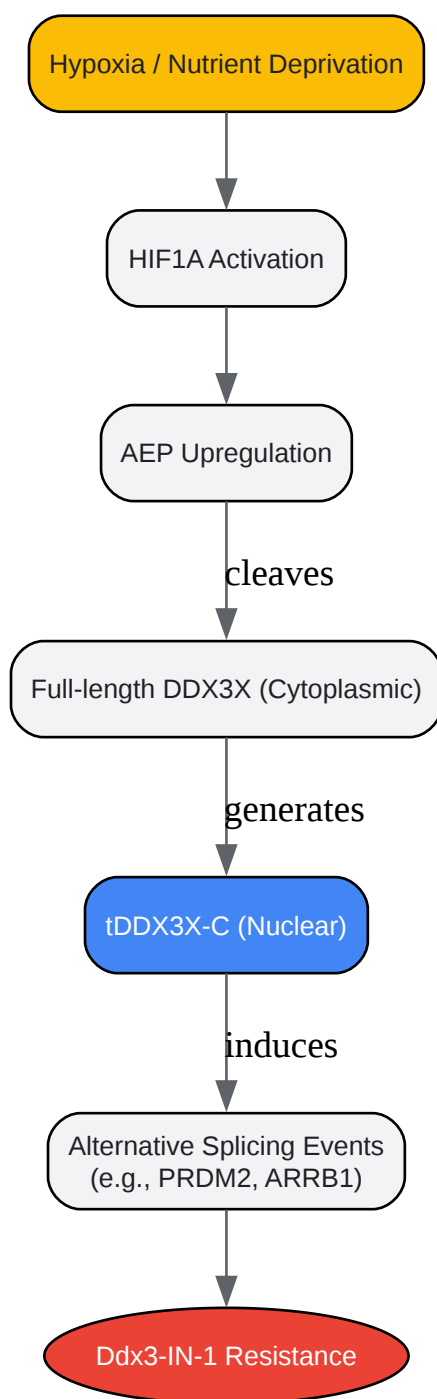 Hypoxia / Nutrient Deprivation
HIF1A Activation
AEP Upregulation
cleaves
Full-length DDX3X (Cytoplasmic)
generates
tDDX3X-C (Nuclear)
induces
Alternative Splicing Events
(e.g., PRDM2, ARRB1)
Ddx3-IN-1 Resistance